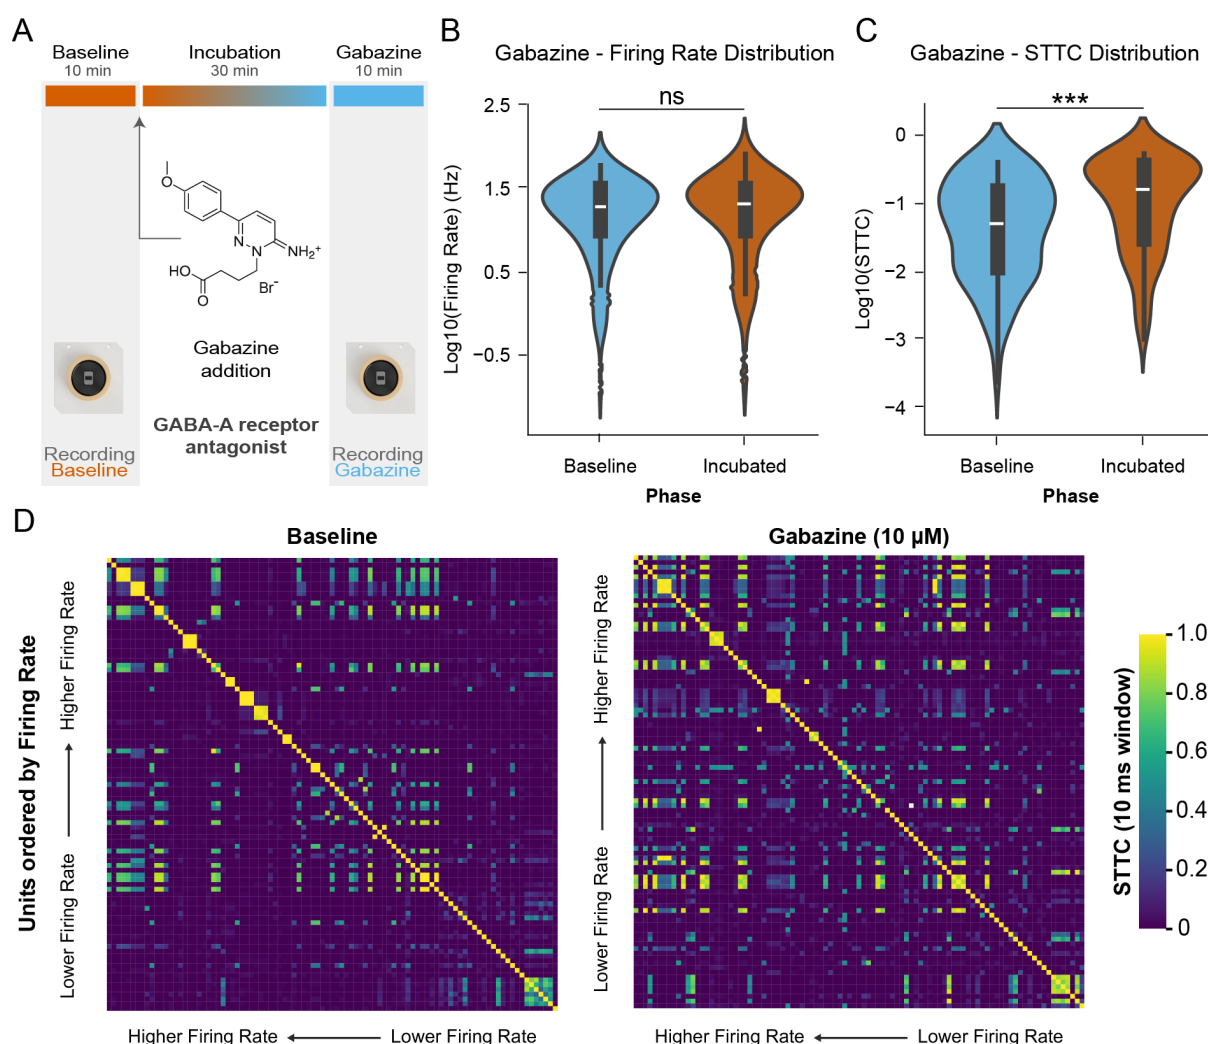 A
Baseline
10 min
Incubation
30 min
Gabazine
10 min
O
N
N
NH₂⁺
HO
O
Br⁻
Gabazine
addition
GABA-A receptor
antagonist
Recording
Baseline
Recording
Gabazine
B
Gabazine - Firing Rate Distribution
ns
2.5
1.5
0.5
−0.5
Log10(Firing Rate) (Hz)
Baseline
Incubated
Phase
C
Gabazine - STTC Distribution
***
0
−1
−2
−3
−4
Log10(STTC)
Baseline
Incubated
Phase
D
Baseline
Units ordered by Firing Rate
Higher Firing Rate
Lower Firing Rate
Higher Firing Rate
Lower Firing Rate
Gabazine (10 µM)
Higher Firing Rate
Lower Firing Rate
Higher Firing Rate
Lower Firing Rate
1.0
0.8
0.6
0.4
0.2
0
STTC (10 ms window)